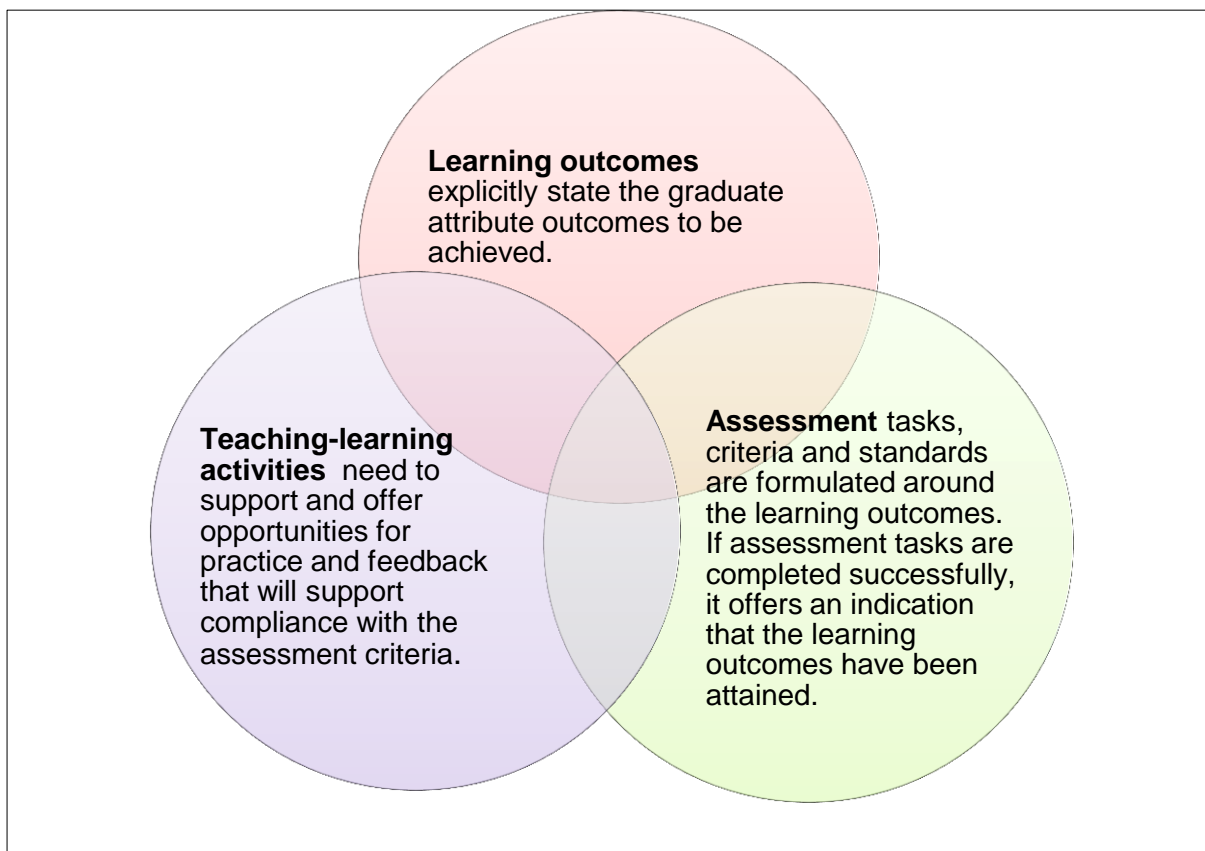 Learning outcomes
explicitly state the graduate
attribute outcomes to be
achieved.
Teaching-learning
activities  need to
support and offer
opportunities for
practice and feedback
that will support
compliance with the
assessment criteria.
Assessment tasks,
criteria and standards
are formulated around
the learning outcomes.
If assessment tasks are
completed successfully,
it offers an indication
that the learning
outcomes have been
attained.